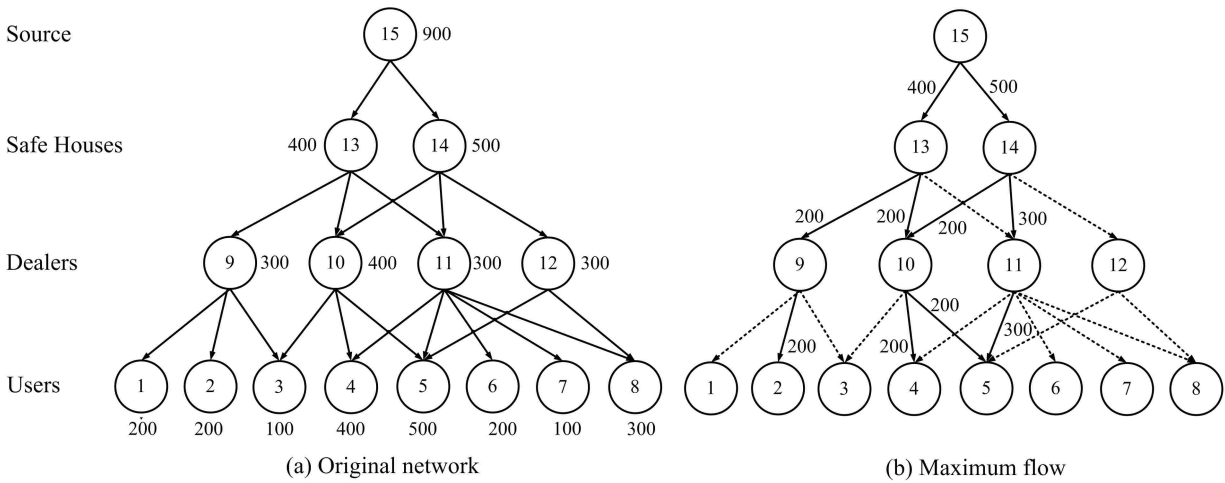 Source
15 900
15
400 500
Safe Houses
400 13 14 500
13 14
200 200 200 300
Dealers
9 300 10 400 11 300 12 300
9 10 11 12
200 200 200 300
Users
1 2 3 4 5 6 7 8
1 2 3 4 5 6 7 8
200 200 100 400 500 200 100 300
(a) Original network
(b) Maximum flow